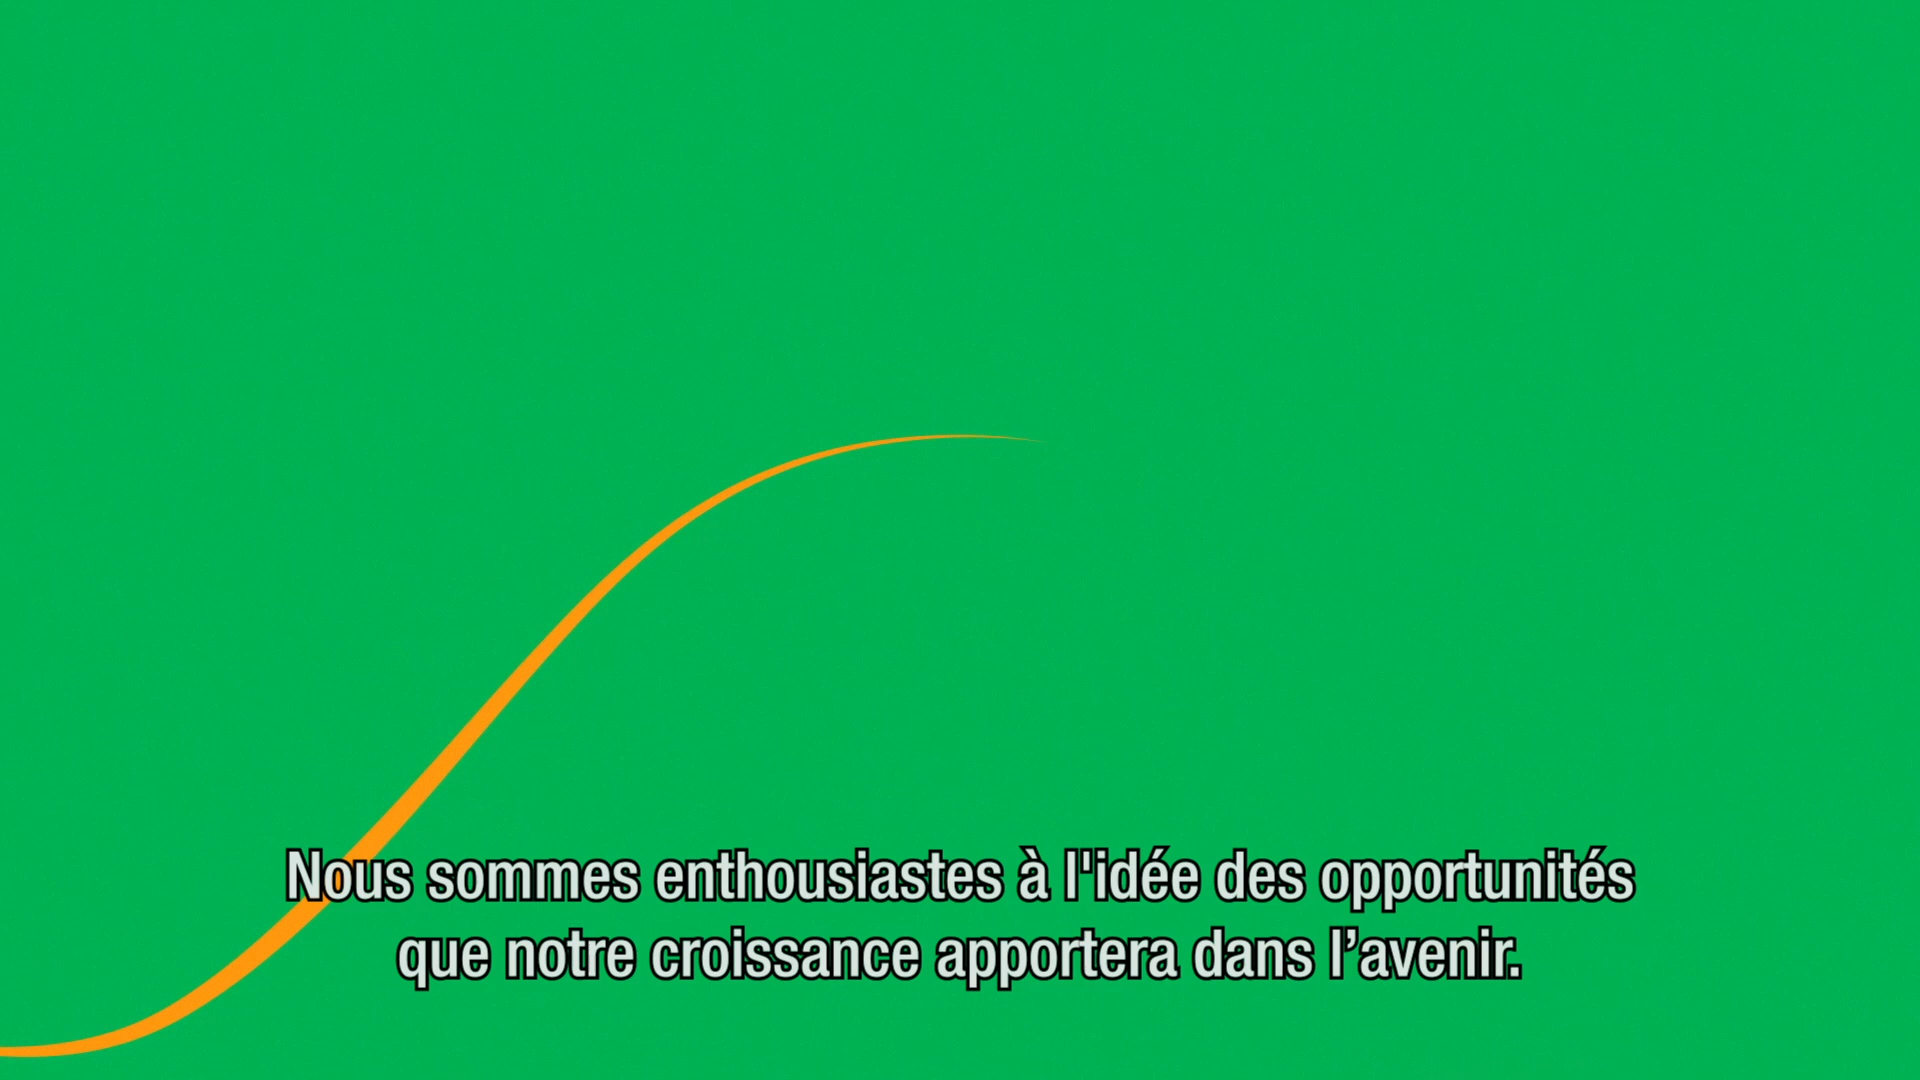 Nous sommes enthousiastes à l'idée des opportunités
que notre croissance apportera dans l’avenir.